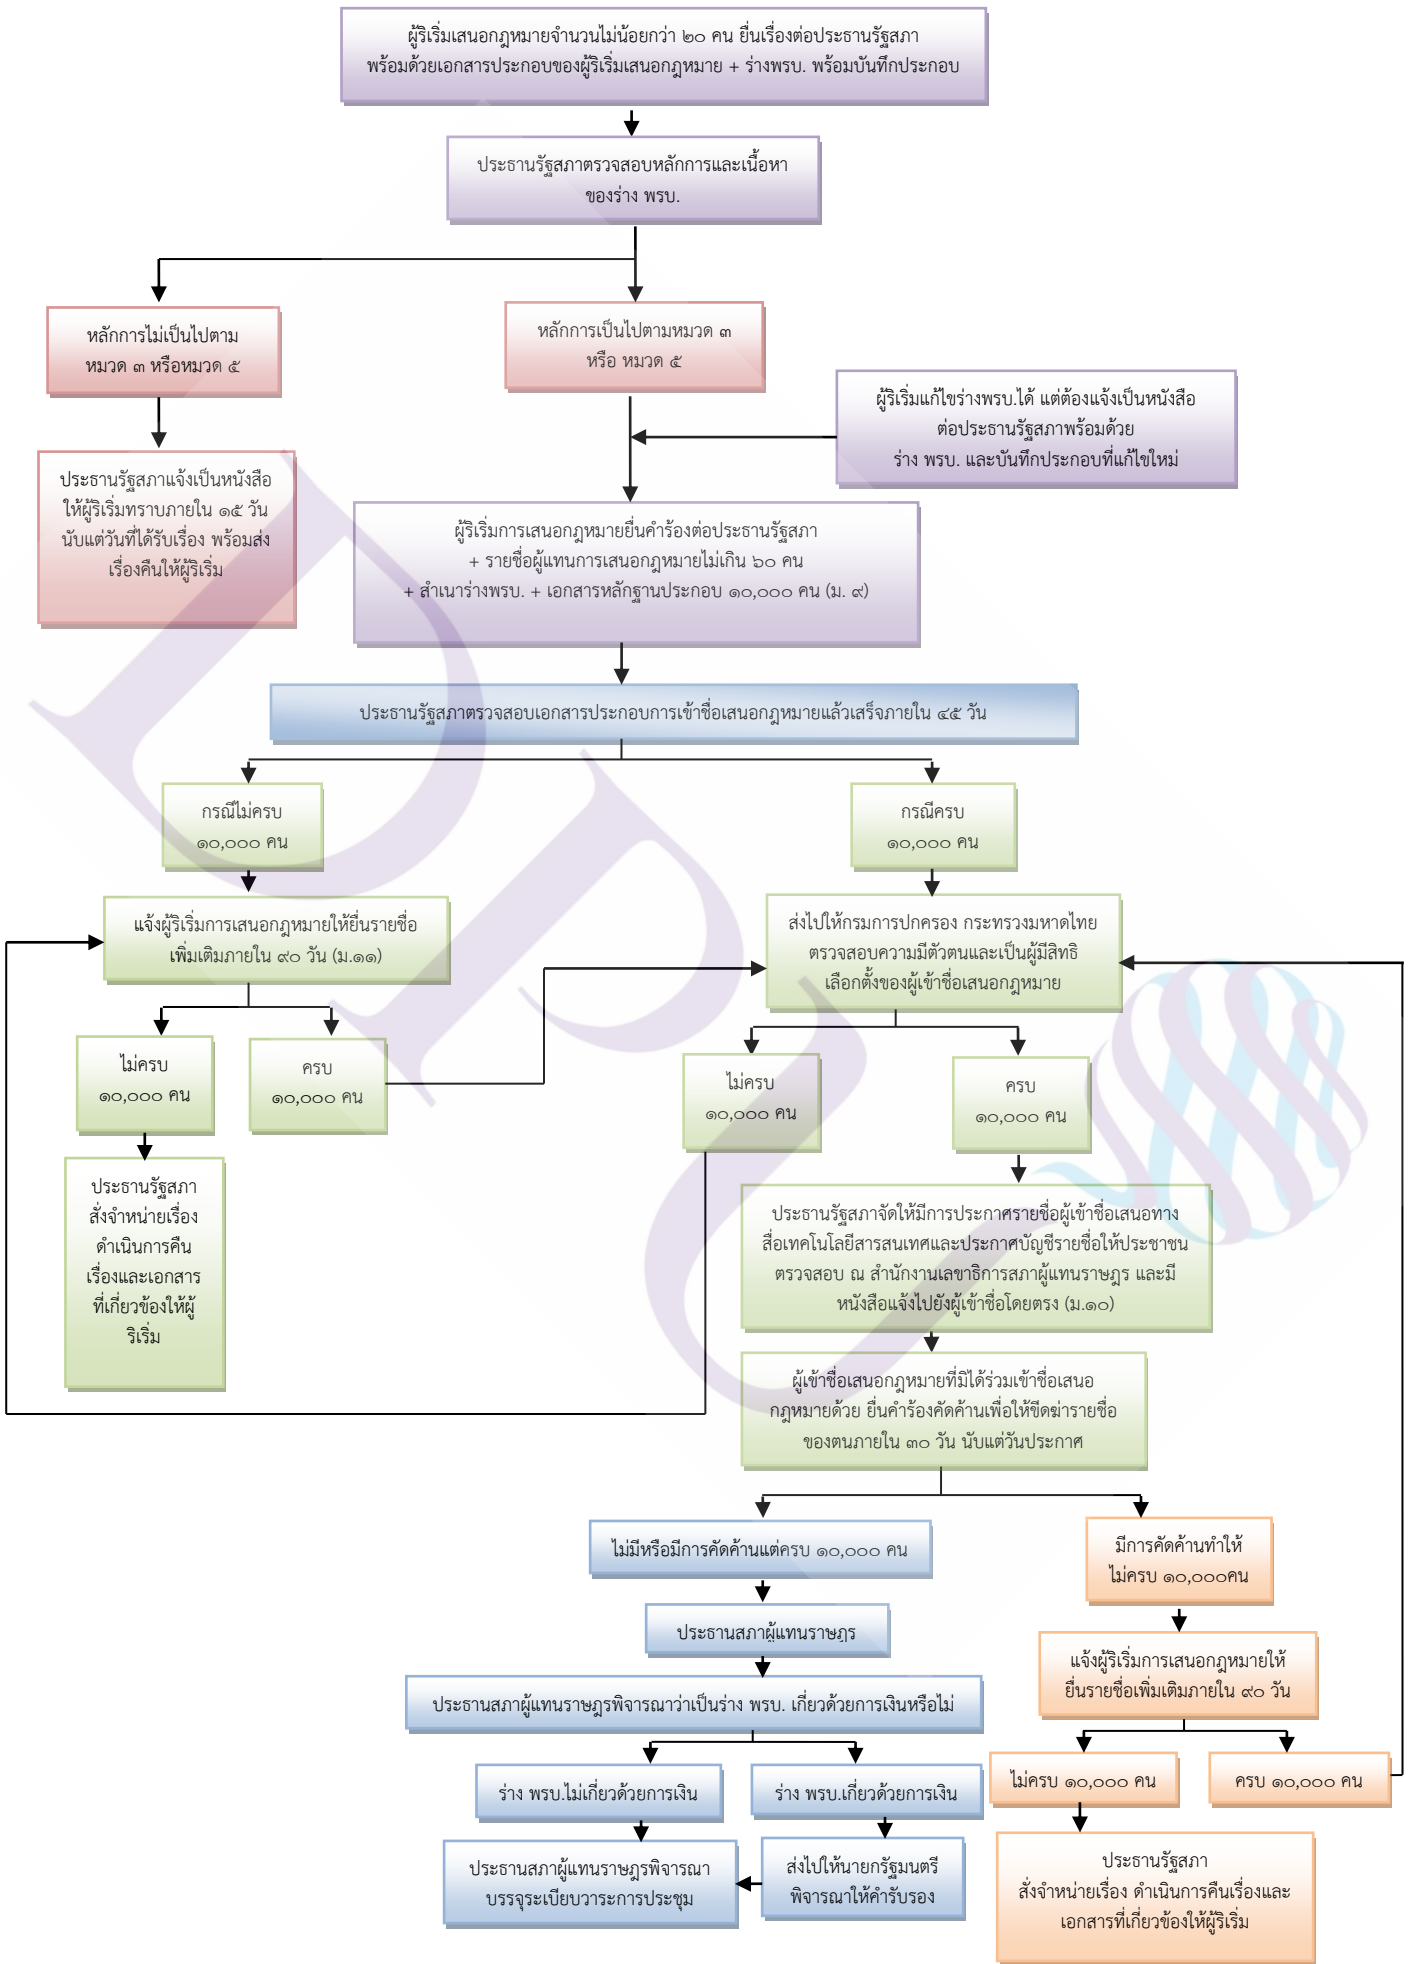 ผู้ริเริ่มเสนอกฎหมายจำนวนไม่น้อยกว่า ๒๐ คน ยื่นเรื่องต่อประธานรัฐสภา
พร้อมด้วยเอกสารประกอบของผู้ริเริ่มเสนอกฎหมาย + ร่างพรบ. พร้อมบันทึกประกอบ
ประธานรัฐสภาตรวจสอบหลักการและเนื้อหา
ของร่าง พรบ.
หลักการไม่เป็นไปตาม
หมวด ๓ หรือหมวด ๕
หลักการเป็นไปตามหมวด ๓
หรือ หมวด ๕
ผู้ริเริ่มแก้ไขร่างพรบ.ได้ แต่ต้องแจ้งเป็นหนังสือ
ต่อประธานรัฐสภาพร้อมด้วย
ร่าง พรบ. และบันทึกประกอบที่แก้ไขใหม่
ประธานรัฐสภาแจ้งเป็นหนังสือ
ให้ผู้ริเริ่มทราบภายใน ๑๕ วัน
นับแต่วันที่ได้รับเรื่อง พร้อมส่ง
เรื่องคืนให้ผู้ริเริ่ม
ผู้ริเริ่มการเสนอกฎหมายยื่นคำร้องต่อประธานรัฐสภา
+ รายชื่อผู้แทนการเสนอกฎหมายไม่เกิน ๖๐ คน
+ สำเนาร่างพรบ. + เอกสารหลักฐานประกอบ ๑๐,๐๐๐ คน (ม. ๙)
ประธานรัฐสภาตรวจสอบเอกสารประกอบการเข้าชื่อเสนอกฎหมายแล้วเสร็จภายใน ๔๕ วัน
กรณีไม่ครบ
๑๐,๐๐๐ คน
กรณีครบ
๑๐,๐๐๐ คน
แจ้งผู้ริเริ่มการเสนอกฎหมายให้ยื่นรายชื่อ
เพิ่มเติมภายใน ๙๐ วัน (ม.๑๑)
ส่งไปให้กรมการปกครอง กระทรวงมหาดไทย
ตรวจสอบความมีตัวตนและเป็นผู้มีสิทธิ
เลือกตั้งของผู้เข้าชื่อเสนอกฎหมาย
ไม่ครบ
๑๐,๐๐๐ คน
ครบ
๑๐,๐๐๐ คน
ไม่ครบ
๑๐,๐๐๐ คน
ครบ
๑๐,๐๐๐ คน
ประธานรัฐสภา
สั่งจำหน่ายเรื่อง
ดำเนินการคืน
เรื่องและเอกสาร
ที่เกี่ยวข้องให้ผู้
ริเริ่ม
ประธานรัฐสภาจัดให้มีการประกาศรายชื่อผู้เข้าชื่อเสนอทาง
สื่อเทคโนโลยีสารสนเทศและประกาศบัญชีรายชื่อให้ประชาชน
ตรวจสอบ ณ สำนักงานเลขาธิการสภาผู้แทนราษฎร และมี
หนังสือแจ้งไปยังผู้เข้าชื่อโดยตรง (ม.๑๐)
ผู้เข้าชื่อเสนอกฎหมายที่มิได้ร่วมเข้าชื่อเสนอ
กฎหมายด้วย ยื่นคำร้องคัดค้านเพื่อให้ขีดฆ่ารายชื่อ
ของตนภายใน ๓๐ วัน นับแต่วันประกาศ
ไม่มีหรือมีการคัดค้านแต่ครบ ๑๐,๐๐๐ คน
มีการคัดค้านทำให้
ไม่ครบ ๑๐,๐๐๐คน
ประธานสภาผู้แทนราษฎร
แจ้งผู้ริเริ่มการเสนอกฎหมายให้
ยื่นรายชื่อเพิ่มเติมภายใน ๙๐ วัน
ประธานสภาผู้แทนราษฎรพิจารณาว่าเป็นร่าง พรบ. เกี่ยวด้วยการเงินหรือไม่
ร่าง พรบ.ไม่เกี่ยวด้วยการเงิน
ร่าง พรบ.เกี่ยวด้วยการเงิน
ไม่ครบ ๑๐,๐๐๐ คน
ครบ ๑๐,๐๐๐ คน
ประธานสภาผู้แทนราษฎรพิจารณา
บรรจุระเบียบวาระการประชุม
ส่งไปให้นายกรัฐมนตรี
พิจารณาให้คำรับรอง
ประธานรัฐสภา
สั่งจำหน่ายเรื่อง ดำเนินการคืนเรื่องและ
เอกสารที่เกี่ยวข้องให้ผู้ริเริ่ม
DPU